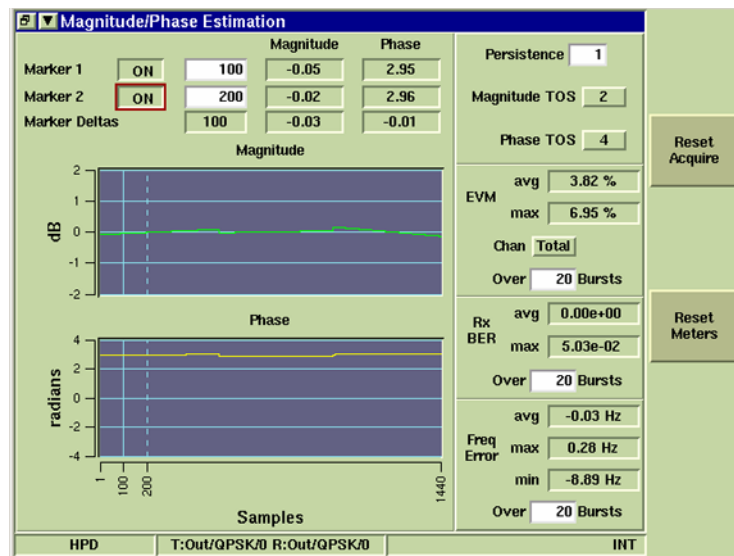 Magnitude/Phase Estimation
Magnitude Phase
Marker 1 ON 100 -0.05 2.95
Marker 2 ON 200 -0.02 2.96
Marker Deltas 100 -0.03 -0.01
Magnitude
2
1
0
-1
-2
dB
Phase
4
2
0
-2
-4
radians
1 100 200 1440
Samples
Persistence 1
Magnitude TOS 2
Phase TOS 4
EVM
avg 3.82 %
max 6.95 %
Chan Total
Over 20 Bursts
Rx BER
avg 0.00e+00
max 5.03e-02
Over 20 Bursts
Freq Error
avg -0.03 Hz
max 0.28 Hz
min -8.89 Hz
Over 20 Bursts
Reset
Acquire
Reset
Meters
HPD T:Out/QPSK/0 R:Out/QPSK/0 INT